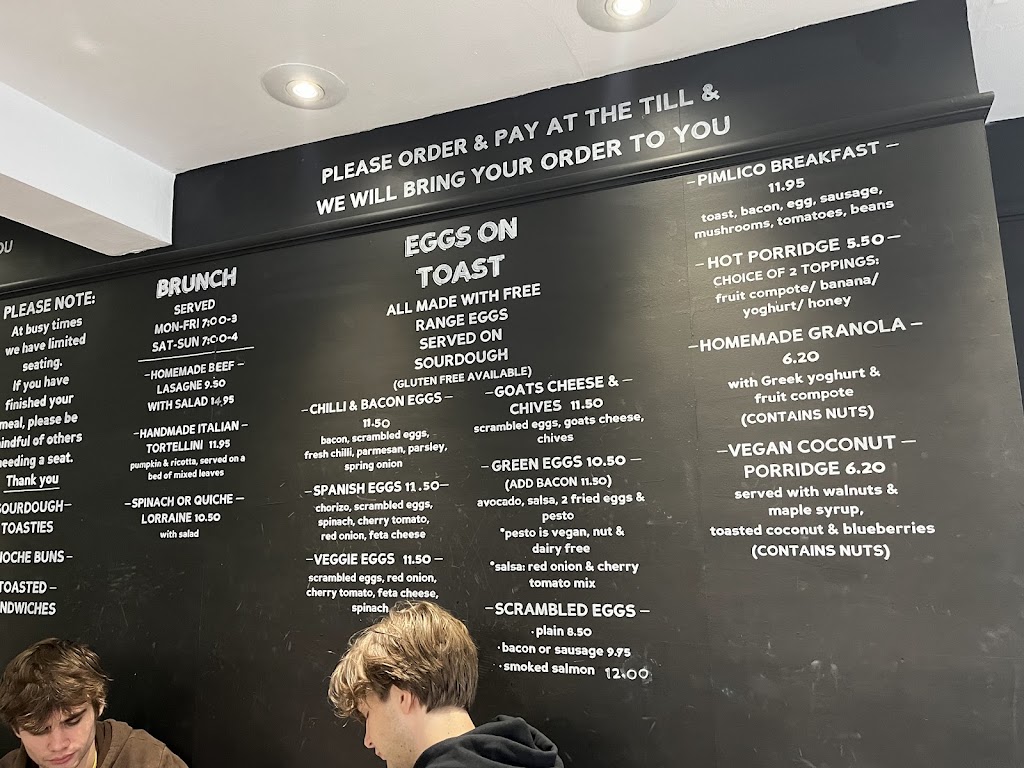 PLEASE ORDER & PAY AT THE TILL &
WE WILL BRING YOUR ORDER TO YOU
PLEASE NOTE:
At busy times
we have limited
seating.
If you have
finished your
meal, please be
of others
a seat.
Thank you
TOASTIES
BUNS -
BRUNCH
SERVED
MON-FRI 7:00-3
SAT-SUN 7:00-4
-HOMEMADE BEEF -
LASAGNE 9.50
WITH SALAD 14.95
-HANDMADE ITALIAN -
TORTELLINI 11.95
pumpkin & ricotta, served on a
bed of mixed leaves
-SPINACH OR QUICHE -
LORRAINE 10.50
with salad
EGGS ON
TOAST
ALL MADE WITH FREE
RANGE EGGS
SERVED ON
SOURDOUGH
(GLUTEN FREE AVAILABLE)
- CHILLI & BACON EGGS -
11.50
bacon, scrambled eggs,
fresh chilli, parmesan, parsley,
spring onion
- SPANISH EGGS 11.50-
chorizo, scrambled eggs,
spinach, cherry tomato,
red onion, feta cheese
-VEGGIE EGGS 11.50 -
scrambled eggs, red onion,
cherry tomato, feta cheese,
spinach
-GOATS CHEESE & -
CHIVES 11.50
scrambled eggs, goats cheese,
chives
- GREEN EGGS 10.50 -
(ADD BACON 11.50)
avocado, salsa, 2 fried eggs &
pesto
*pesto is vegan, nut &
dairy free
*salsa: red onion & cherry
tomato mix
-SCRAMBLED EGGS -
· plain 8.50
· bacon or sausage 9.95
· smoked salmon 12.00
-PIMLICO BREAKFAST -
11.95
toast, bacon, egg, sausage,
mushrooms, tomatoes, beans
- HOT PORRIDGE 5.50 -
CHOICE OF 2 TOPPINGS:
fruit compote/ banana/
yoghurt/ honey
-HOMEMADE GRANOLA -
6.20
with Greek yoghurt &
fruit compote
(CONTAINS NUTS)
-VEGAN COCONUT -
PORRIDGE 6.20
served with walnuts &
maple syrup,
toasted coconut & blueberries
(CONTAINS NUTS)